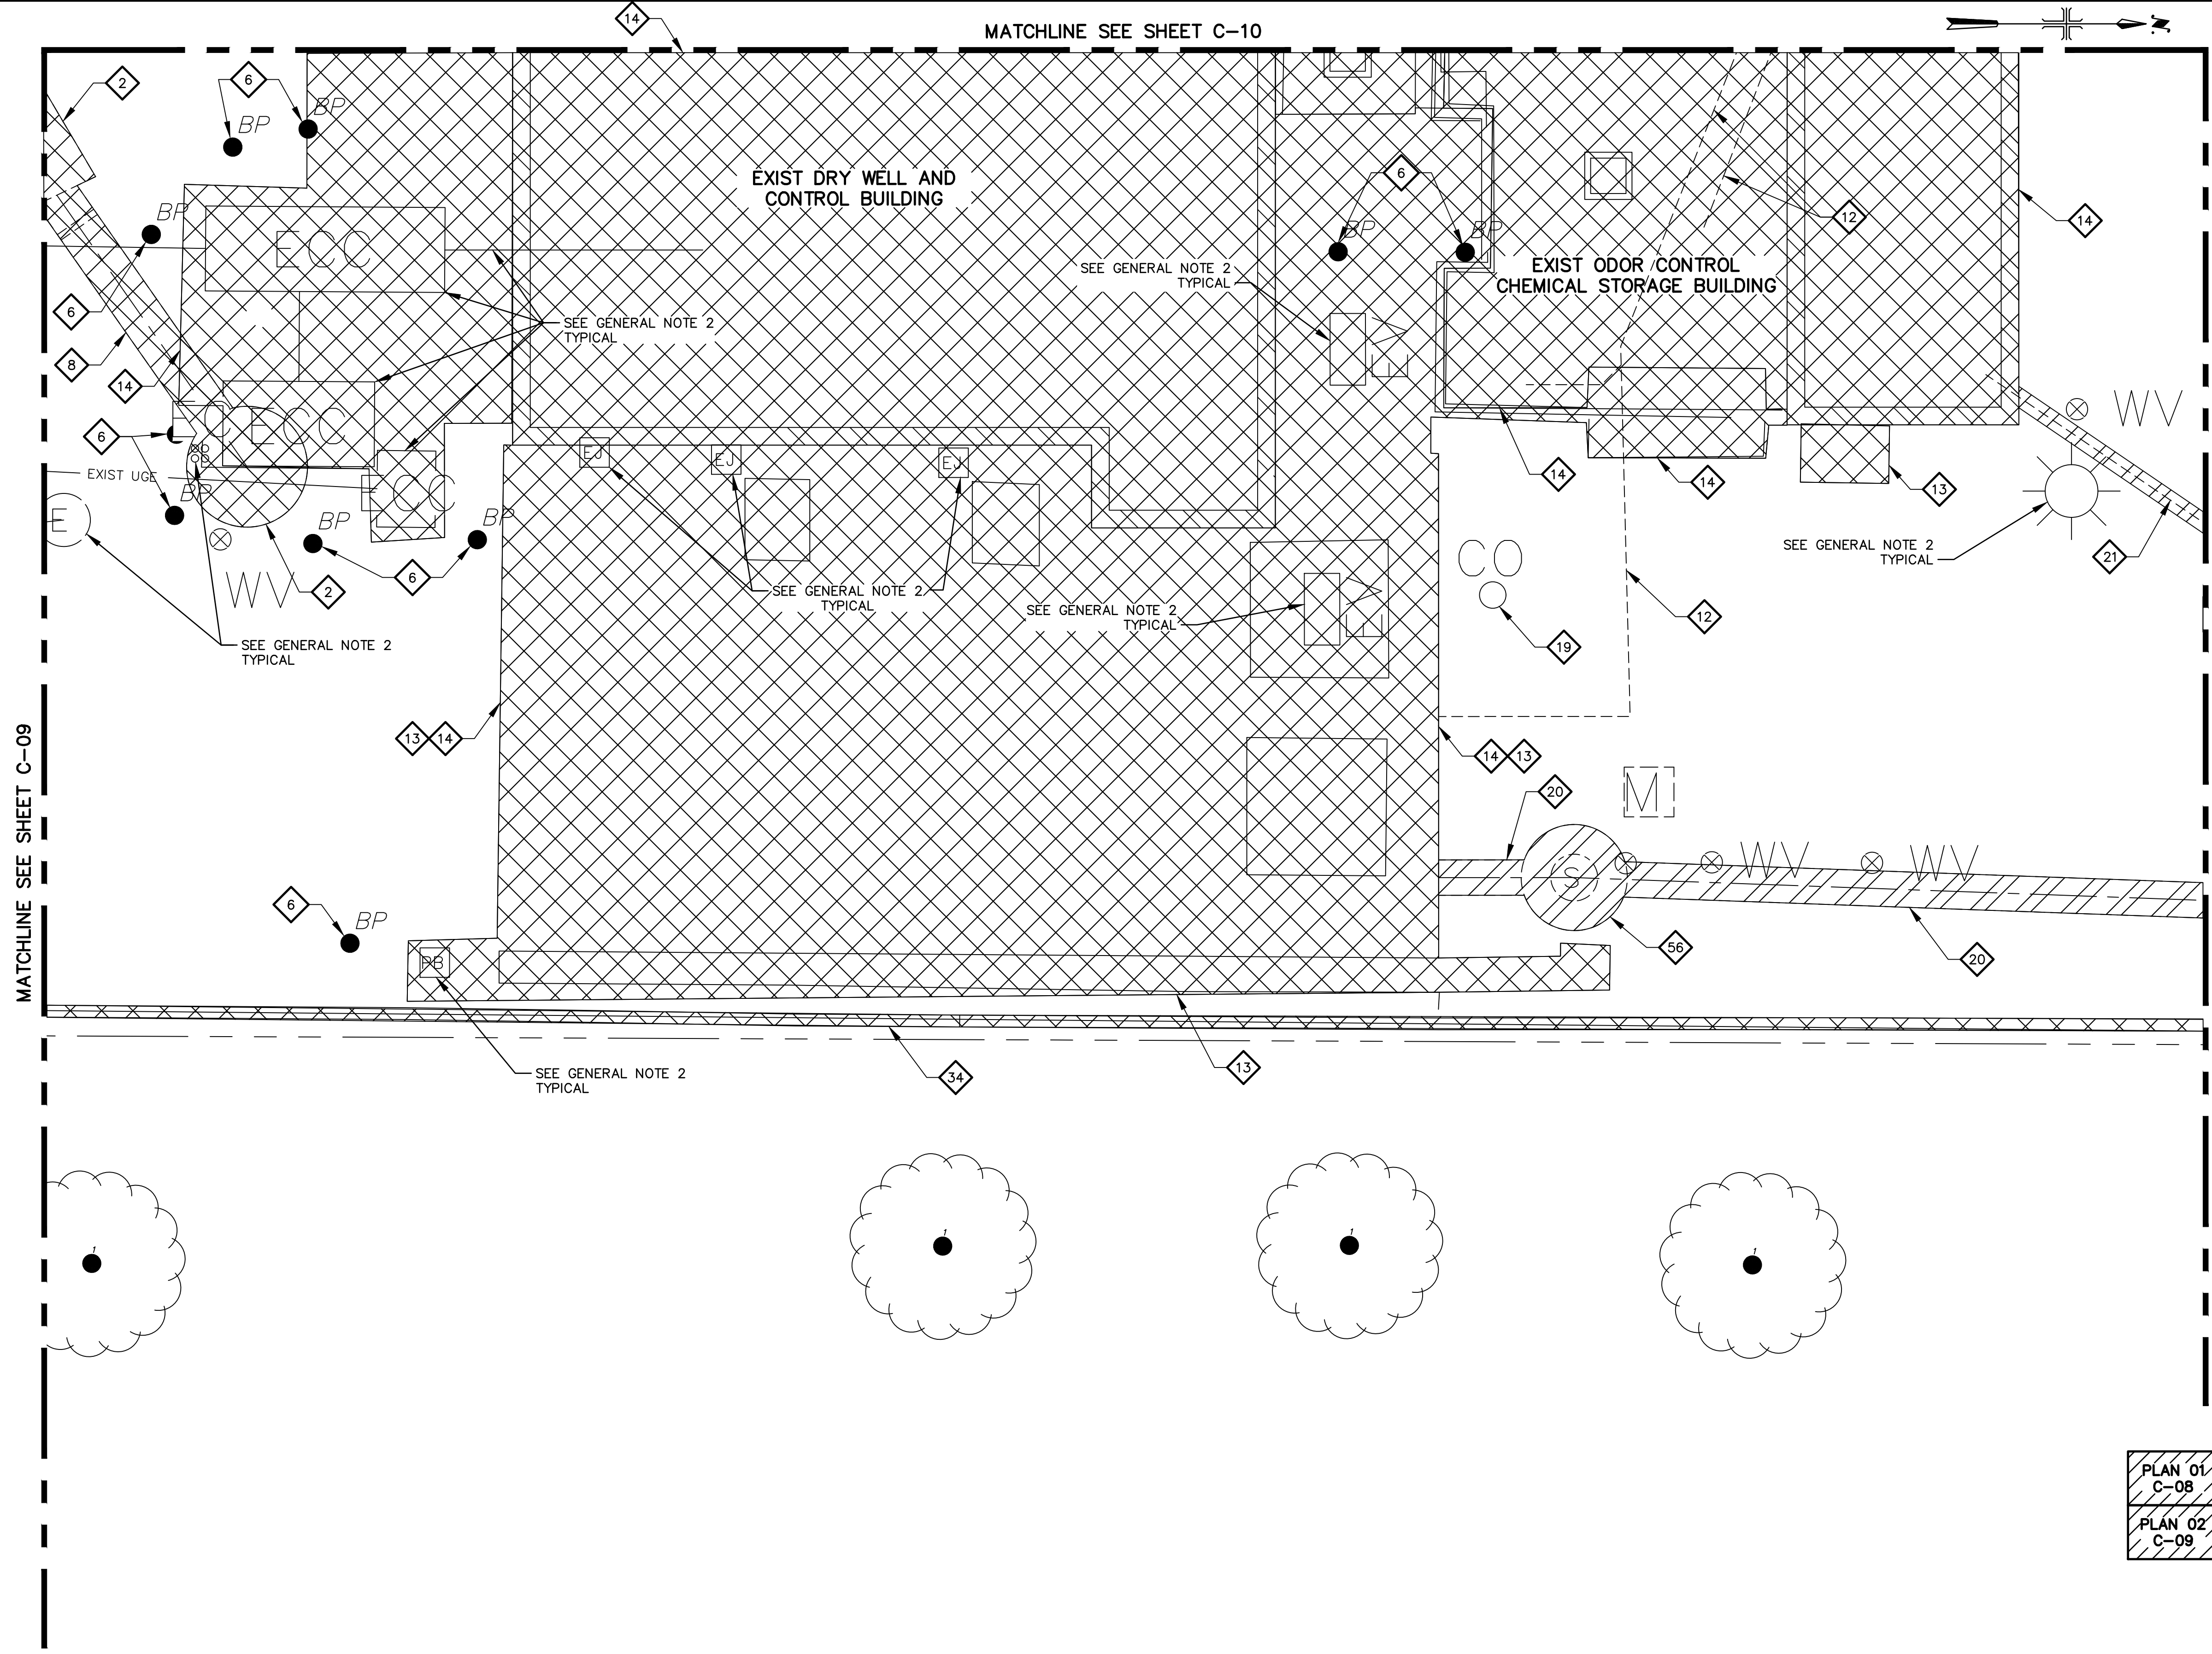 14
MATCHLINE SEE SHEET C-10
N
2
6
BP
BP
EXIST DRY WELL AND
CONTROL BUILDING
6
BP
ECC
BP
BP
12
14
SEE GENERAL NOTE 2
TYPICAL
EXIST ODOR CONTROL
CHEMICAL STORAGE BUILDING
6
SEE GENERAL NOTE 2
TYPICAL
8
14
E
ECC
WV
6
EJ
EJ
EJ
EXIST UGE
ECC
14
14
13
BP
E
BP
BP
SEE GENERAL NOTE 2
TYPICAL
21
6
WV
2
CO
SEE GENERAL NOTE 2
TYPICAL
SEE GENERAL NOTE 2
TYPICAL
E
12
19
SEE GENERAL NOTE 2
TYPICAL
13
14
14
13
MATCHLINE SEE SHEET C-09
20
M
WV
WV
S
6
BP
56
20
PB
SEE GENERAL NOTE 2
TYPICAL
34
13
1
1
1
1
PLAN 01
C-08
PLAN 02
C-09